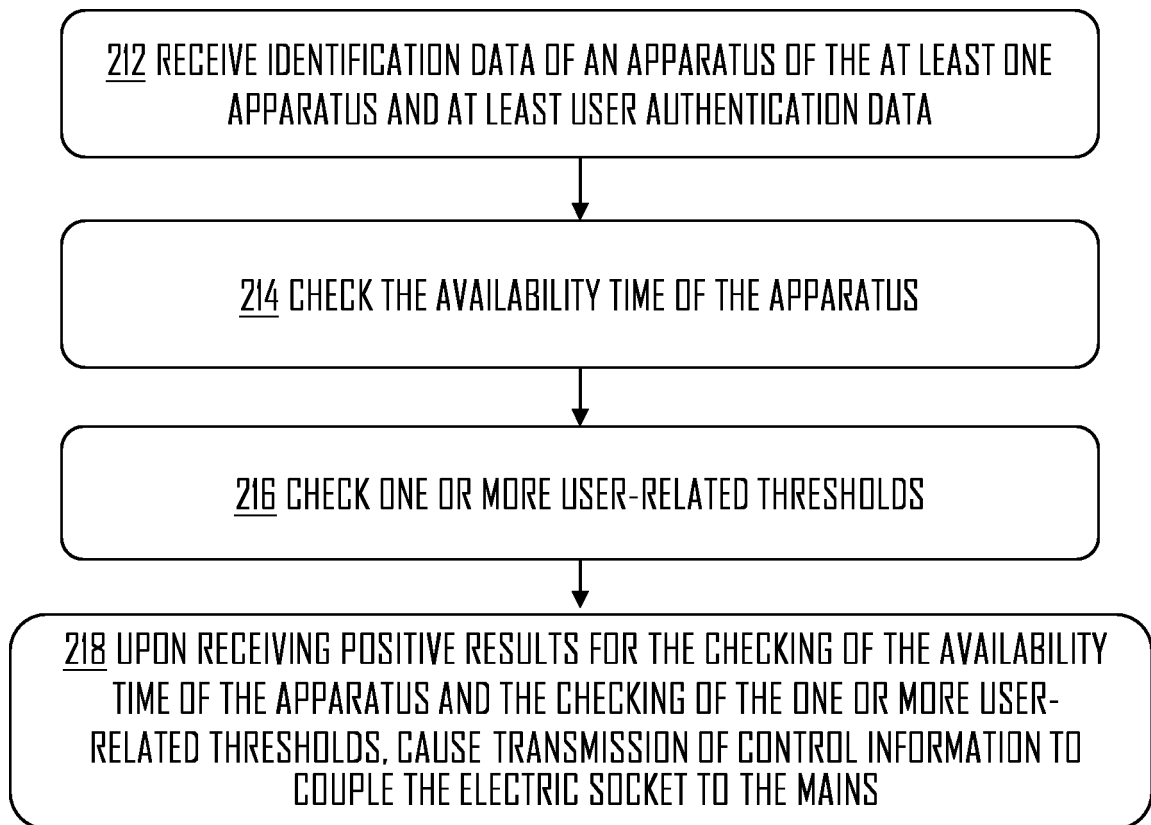 212 RECEIVE IDENTIFICATION DATA OF AN APPARATUS OF THE AT LEAST ONE
APPARATUS AND AT LEAST USER AUTHENTICATION DATA
214 CHECK THE AVAILABILITY TIME OF THE APPARATUS
216 CHECK ONE OR MORE USER-RELATED THRESHOLDS
218 UPON RECEIVING POSITIVE RESULTS FOR THE CHECKING OF THE AVAILABILITY
TIME OF THE APPARATUS AND THE CHECKING OF THE ONE OR MORE USER-
RELATED THRESHOLDS, CAUSE TRANSMISSION OF CONTROL INFORMATION TO
COUPLE THE ELECTRIC SOCKET TO THE MAINS